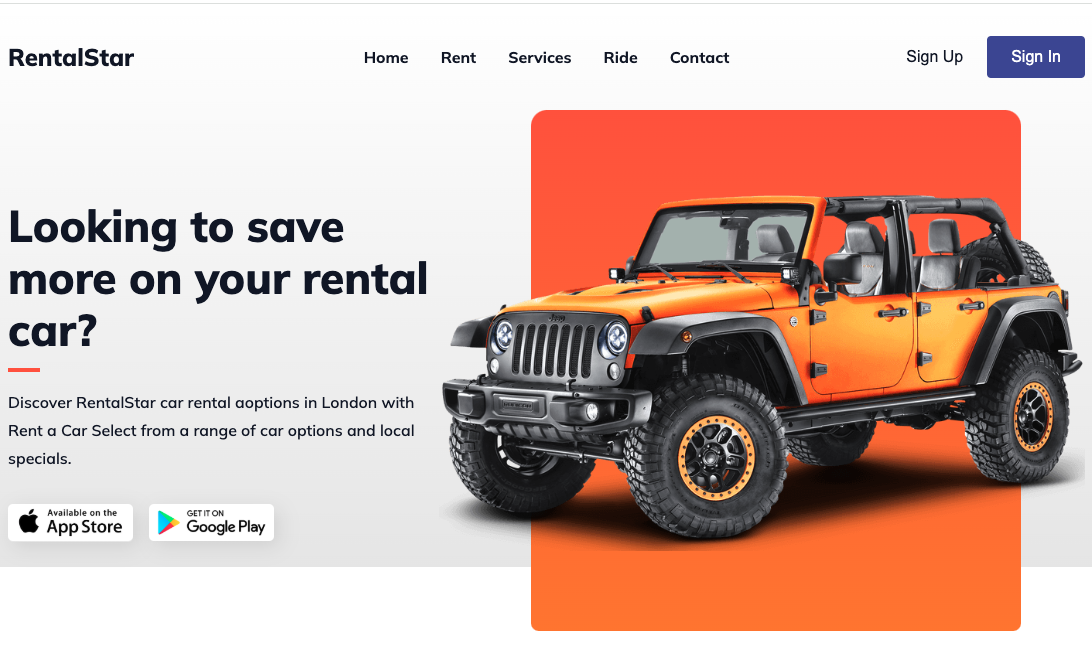 RentalStar
Home
Rent
Services
Ride
Contact
Sign Up
Sign In
Looking to save
more on your rental
car?
Discover RentalStar car rental aoptions in London with
Rent a Car Select from a range of car options and local
specials.
Available on the
App Store
GET IT ON
Google Play
Jeep